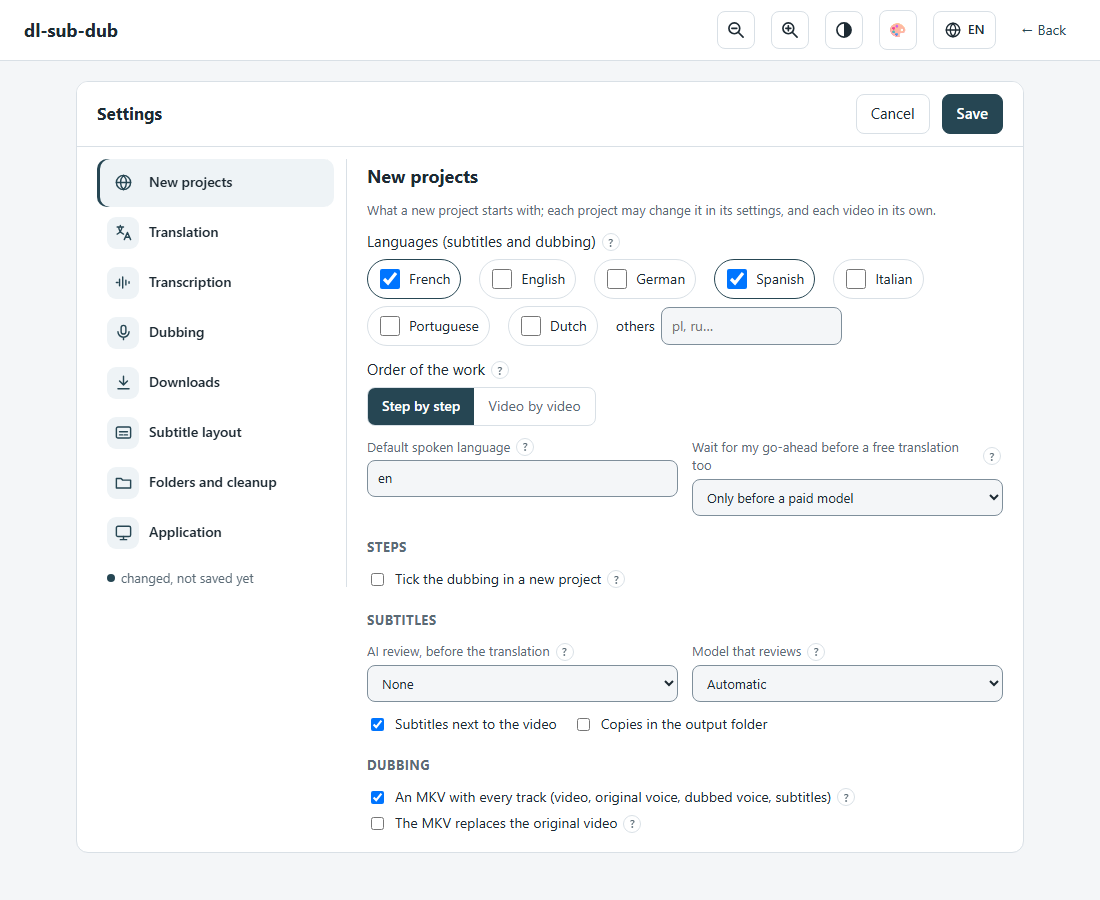 dl-sub-dub
EN
← Back
Settings
Cancel
Save
New projects
Translation
Transcription
Dubbing
Downloads
Subtitle layout
Folders and cleanup
Application
changed, not saved yet
New projects
What a new project starts with; each project may change it in its settings, and each video in its own.
Languages (subtitles and dubbing) ?
French
English
German
Spanish
Italian
Portuguese
Dutch
others
pl, ru...
Order of the work ?
Step by step
Video by video
Default spoken language ?
en
Wait for my go-ahead before a free translation
too
?
Only before a paid model
STEPS
Tick the dubbing in a new project ?
SUBTITLES
AI review, before the translation ?
None
Model that reviews ?
Automatic
Subtitles next to the video
Copies in the output folder
DUBBING
An MKV with every track (video, original voice, dubbed voice, subtitles) ?
The MKV replaces the original video ?